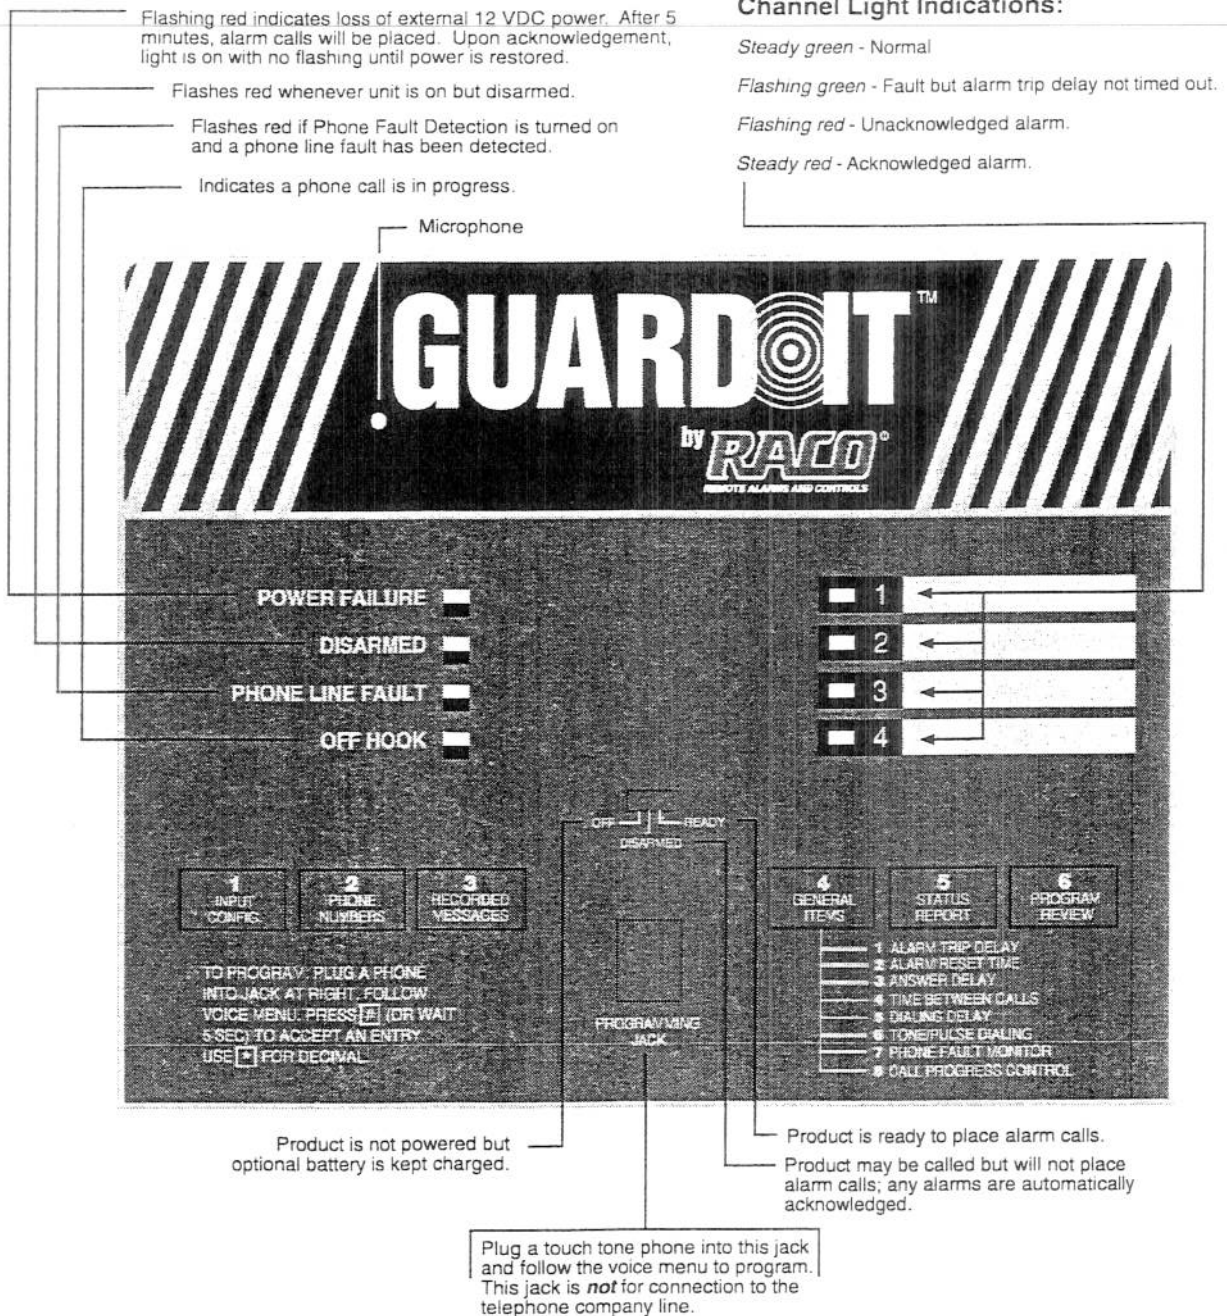 Flashing red indicates loss of external 12 VDC power. After 5
minutes, alarm calls will be placed. Upon acknowledgement,
light is on with no flashing until power is restored.
Flashes red whenever unit is on but disarmed.
Flashes red if Phone Fault Detection is turned on
and a phone line fault has been detected.
Indicates a phone call is in progress.
Microphone
Channel Light Indications:
Steady green - Normal
Flashing green - Fault but alarm trip delay not timed out.
Flashing red - Unacknowledged alarm.
Steady red - Acknowledged alarm.
GUARD IT™
by RACO®
REMOTE ALARMS AND CONTROLS
POWER FAILURE
DISARMED
PHONE LINE FAULT
OFF HOOK
1
2
3
4
OFF
READY
DISARMED
1
INPUT
CONFIG.
2
PHONE
NUMBERS
3
RECORDED
MESSAGES
4
GENERAL
ITEMS
5
STATUS
REPORT
6
PROGRAM
REVIEW
TO PROGRAM, PLUG A PHONE
INTO JACK AT RIGHT. FOLLOW
VOICE MENU. PRESS # (OR WAIT
5 SEC) TO ACCEPT AN ENTRY
USE * FOR DECIMAL.
PROGRAMMING
JACK
1 ALARM TRIP DELAY
2 ALARM RESET TIME
3 ANSWER DELAY
4 TIME BETWEEN CALLS
5 DIALING DELAY
6 TONE/PULSE DIALING
7 PHONE FAULT MONITOR
8 CALL PROGRESS CONTROL
Product is not powered but
optional battery is kept charged.
Product is ready to place alarm calls.
Product may be called but will not place
alarm calls; any alarms are automatically
acknowledged.
Plug a touch tone phone into this jack
and follow the voice menu to program.
This jack is not for connection to the
telephone company line.